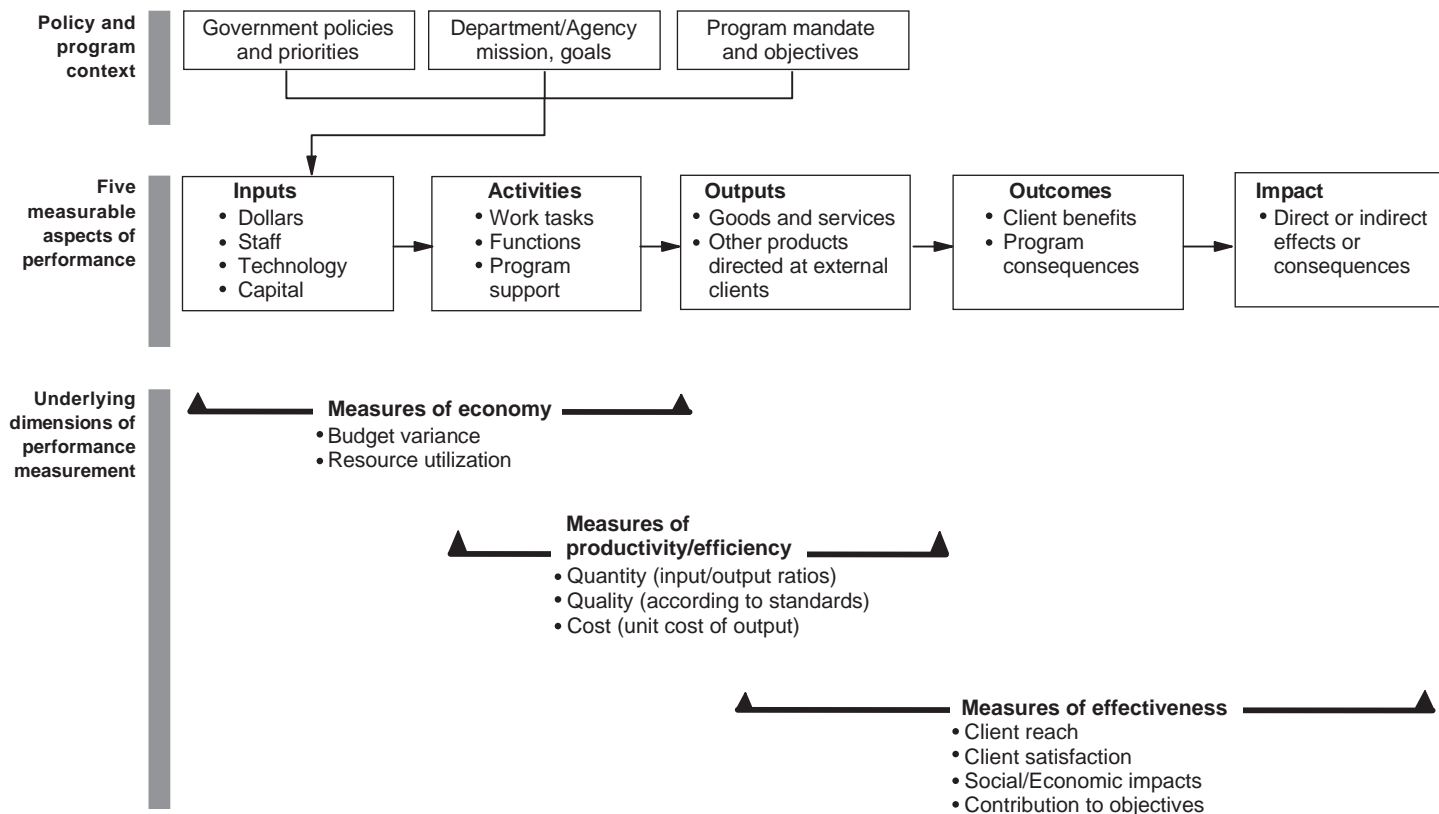 Policy and
program
context
Government policies
and priorities
Department/Agency
mission, goals
Program mandate
and objectives
Five
measurable
aspects of
performance
Inputs
• Dollars
• Staff
• Technology
• Capital
Activities
• Work tasks
• Functions
• Program
support
Outputs
• Goods and services
• Other products
directed at external
clients
Outcomes
• Client benefits
• Program
consequences
Impact
• Direct or indirect
effects or
consequences
Underlying
dimensions of
performance
measurement
Measures of economy
• Budget variance
• Resource utilization
Measures of
productivity/efficiency
• Quantity (input/output ratios)
• Quality (according to standards)
• Cost (unit cost of output)
Measures of effectiveness
• Client reach
• Client satisfaction
• Social/Economic impacts
• Contribution to objectives